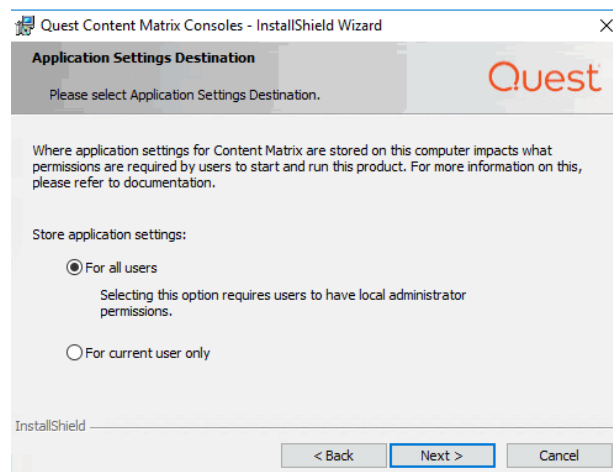 Quest Content Matrix Consoles - InstallShield Wizard
Application Settings Destination
Please select Application Settings Destination.
Quest
Where application settings for Content Matrix are stored on this computer impacts what
permissions are required by users to start and run this product. For more information on this,
please refer to documentation.
Store application settings:
For all users
Selecting this option requires users to have local administrator
permissions.
For current user only
InstallShield
< Back
Next >
Cancel